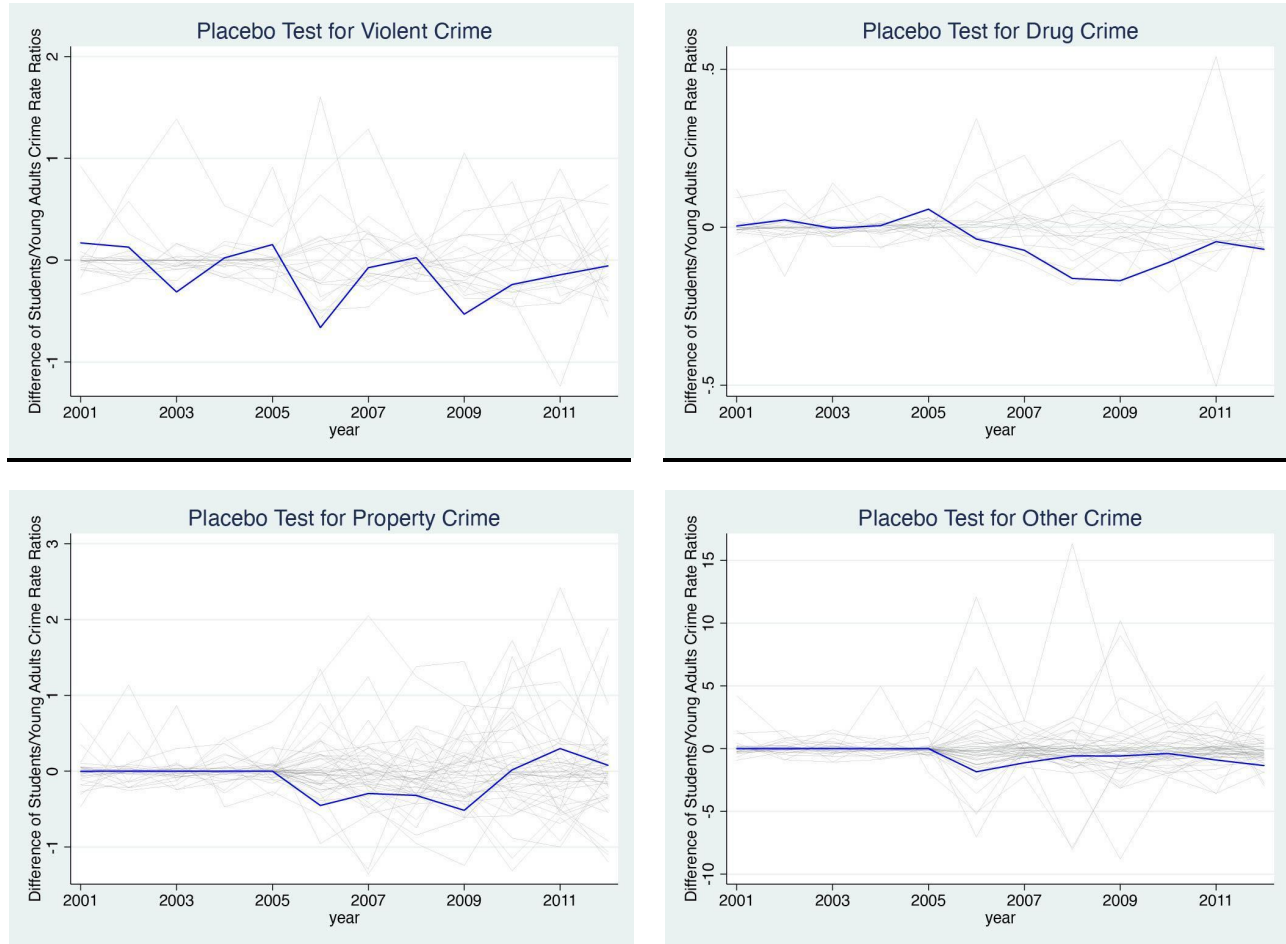 Placebo Test for Violent Crime
Difference of Students/Young Adults Crime Rate Ratios
2
1
0
-1
2001 2003 2005 2007 2009 2011
year
Placebo Test for Drug Crime
Difference of Students/Young Adults Crime Rate Ratios
.5
0
-.5
2001 2003 2005 2007 2009 2011
year
Placebo Test for Property Crime
Difference of Students/Young Adults Crime Rate Ratios
3
2
1
0
-1
2001 2003 2005 2007 2009 2011
year
Placebo Test for Other Crime
Difference of Students/Young Adults Crime Rate Ratios
15
10
5
0
-5
-10
2001 2003 2005 2007 2009 2011
year